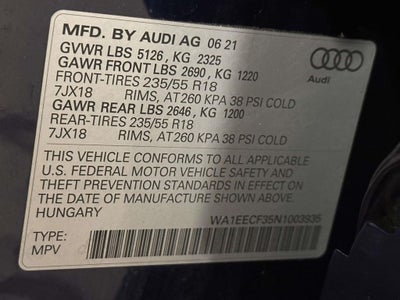 MFD. BY AUDI AG 06 21
GVWR LBS 5126, KG 2325
GAWR FRONT LBS 2690, KG 1220
FRONT-TIRES 235/55 R18
7JX18 RIMS, AT260 KPA 38 PSI COLD
GAWR REAR LBS 2646, KG 1200
REAR-TIRES 235/55 R18
7JX18 RIMS, AT260 KPA 38 PSI COLD
Audi
THIS VEHICLE CONFORMS TO ALL APPLICABLE
U.S. FEDERAL MOTOR VEHICLE SAFETY AND
THEFT PREVENTION STANDARDS IN EFFECT ON
THE DATE OF MANUFACTURE SHOWN ABOVE.
HUNGARY
WA1EECF35N1003935
TYPE:
MPV